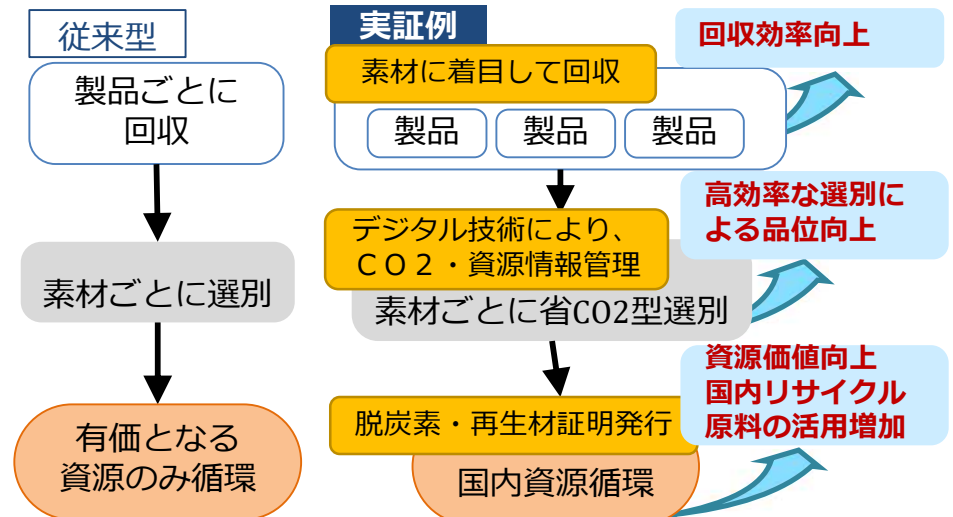 従来型
製品ごとに
回収
素材ごとに選別
有価となる
資源のみ循環
実証例
素材に着目して回収
製品
製品
製品
回収効率向上
デジタル技術により、
ＣＯ２・資源情報管理
素材ごとに省CO2型選別
高効率な選別に
よる品位向上
脱炭素・再生材証明発行
国内資源循環
資源価値向上
国内リサイクル
原料の活用増加